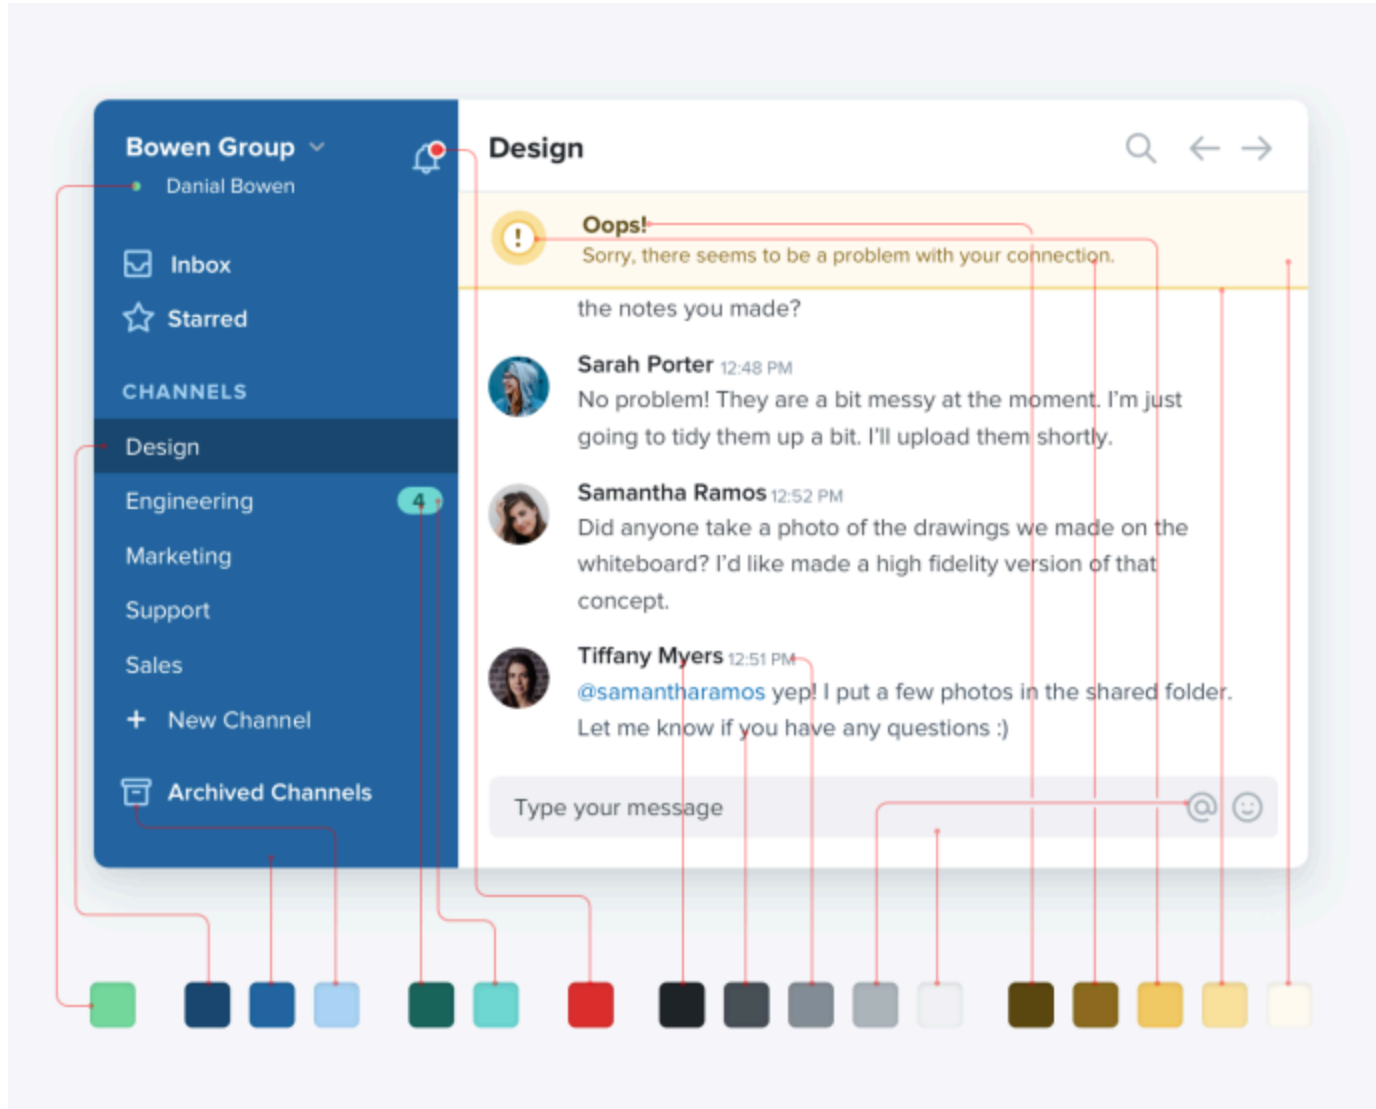 Bowen Group
Danial Bowen
Inbox
Starred
CHANNELS
Design
Engineering 4
Marketing
Support
Sales
+ New Channel
Archived Channels
Design
!
Oops!
Sorry, there seems to be a problem with your connection.
the notes you made?
Sarah Porter 12:48 PM
No problem! They are a bit messy at the moment. I'm just
going to tidy them up a bit. I'll upload them shortly.
Samantha Ramos 12:52 PM
Did anyone take a photo of the drawings we made on the
whiteboard? I'd like made a high fidelity version of that
concept.
Tiffany Myers 12:51 PM
@samantharamos yep! I put a few photos in the shared folder.
Let me know if you have any questions :)
Type your message @